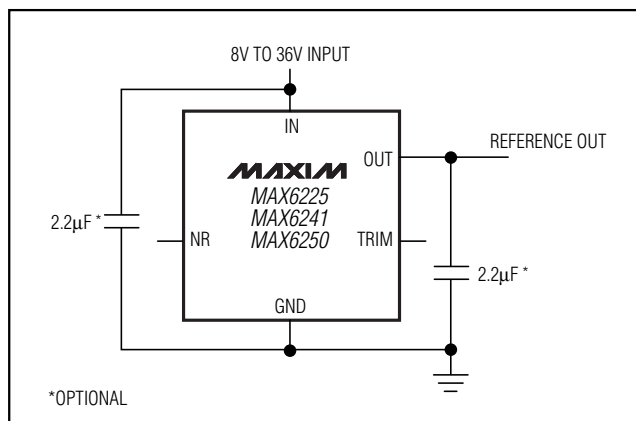 8V TO 36V INPUT
IN
OUT
REFERENCE OUT
MAXIM
MAX6225
MAX6241
MAX6250
2.2μF *
NR
TRIM
2.2μF *
GND
*OPTIONAL